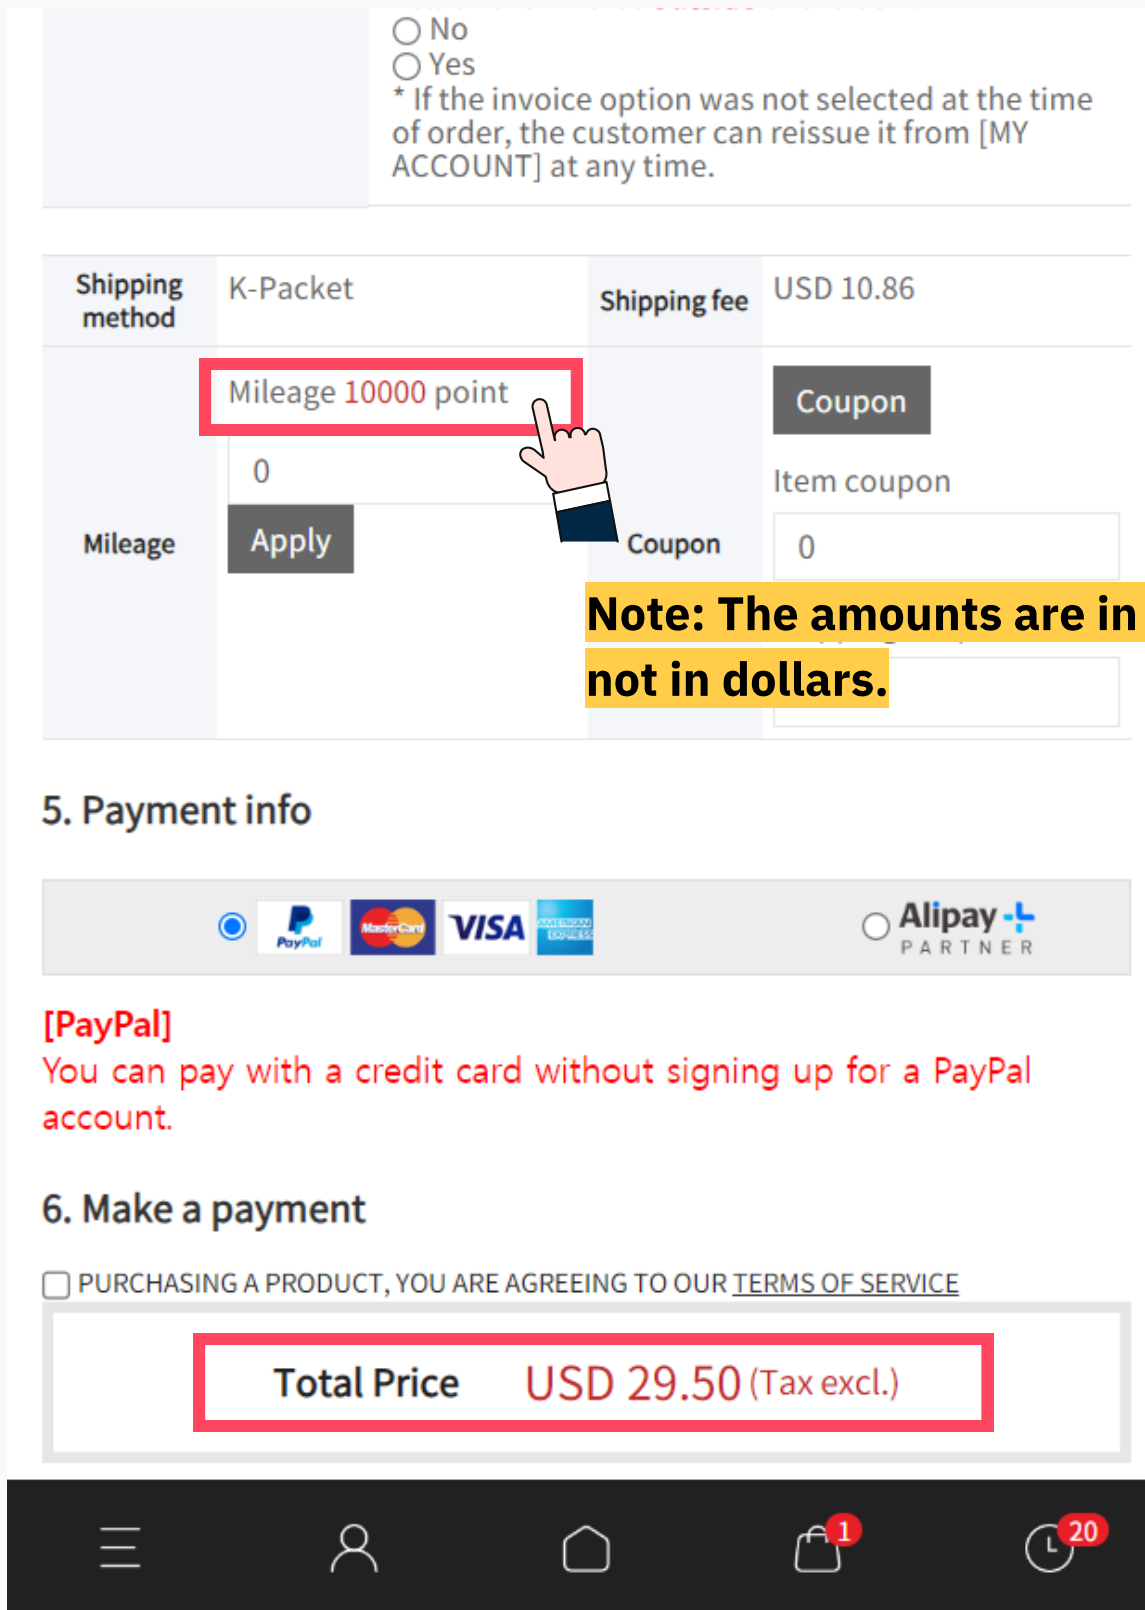 No
Yes
* If the invoice option was not selected at the time
of order, the customer can reissue it from [MY
ACCOUNT] at any time.
Shipping
method
K-Packet
Shipping fee
USD 10.86
Mileage
Mileage 10000 point
0
Apply
Coupon
Coupon
Item coupon
0
Note: The amounts are in
not in dollars.
5. Payment info
PayPal
MasterCard
VISA
AMERICAN
EXPRESS
Alipay+
PARTNER
[PayPal]
You can pay with a credit card without signing up for a PayPal
account.
6. Make a payment
PURCHASING A PRODUCT, YOU ARE AGREEING TO OUR TERMS OF SERVICE
Total Price USD 29.50 (Tax excl.)
1
20